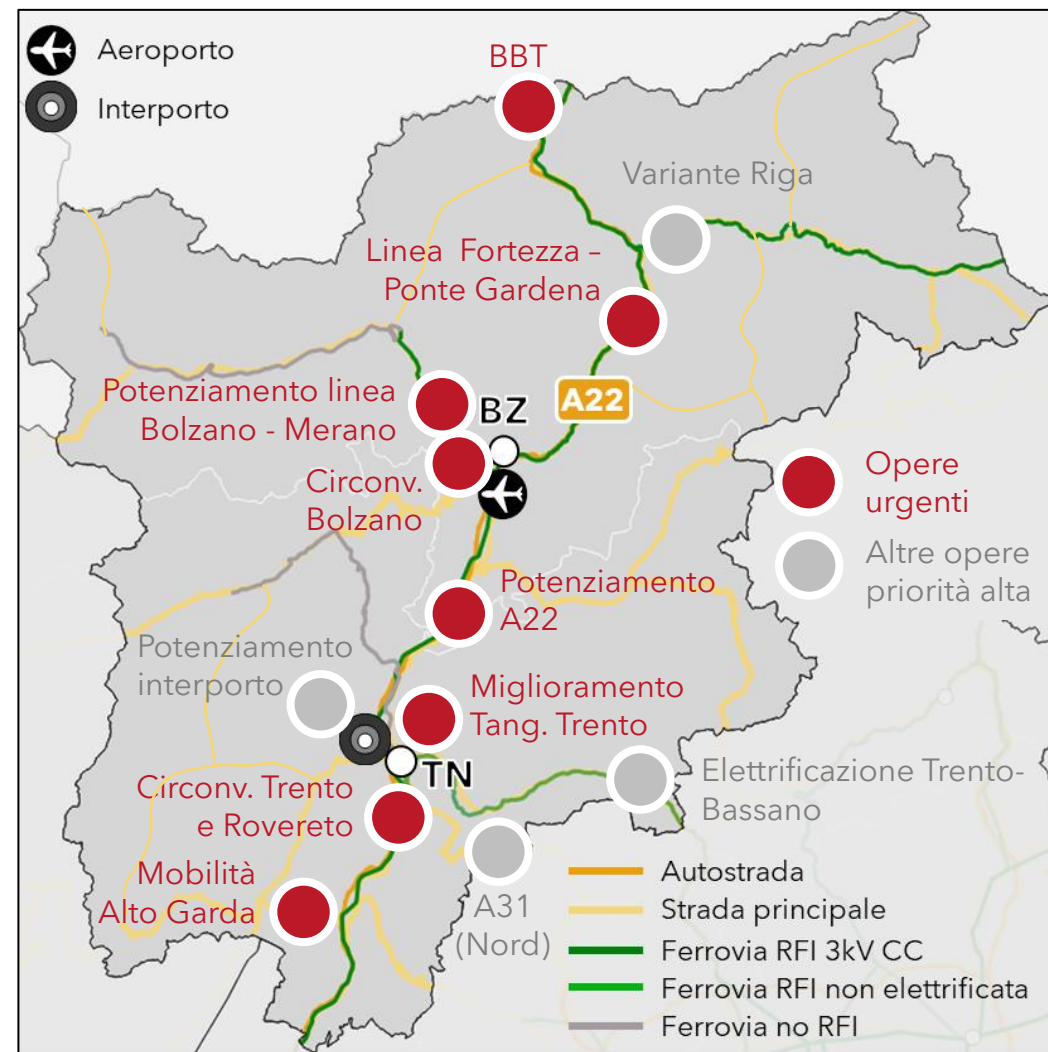 Aeroporto
Interporto
BBT
Variante Riga
Linea Fortezza –
Ponte Gardena
A22
Potenziamento linea
Bolzano - Merano
BZ
Circonv.
Bolzano
Opere
urgenti
Altre opere
priorità alta
Potenziamento
A22
Potenziamento
interporto
Miglioramento
Tang. Trento
TN
Elettrificazione Trento-
Bassano
Circonv. Trento
e Rovereto
Mobilità
Alto Garda
A31
(Nord)
Autostrada
Strada principale
Ferrovia RFI 3kV CC
Ferrovia RFI non elettrificata
Ferrovia no RFI